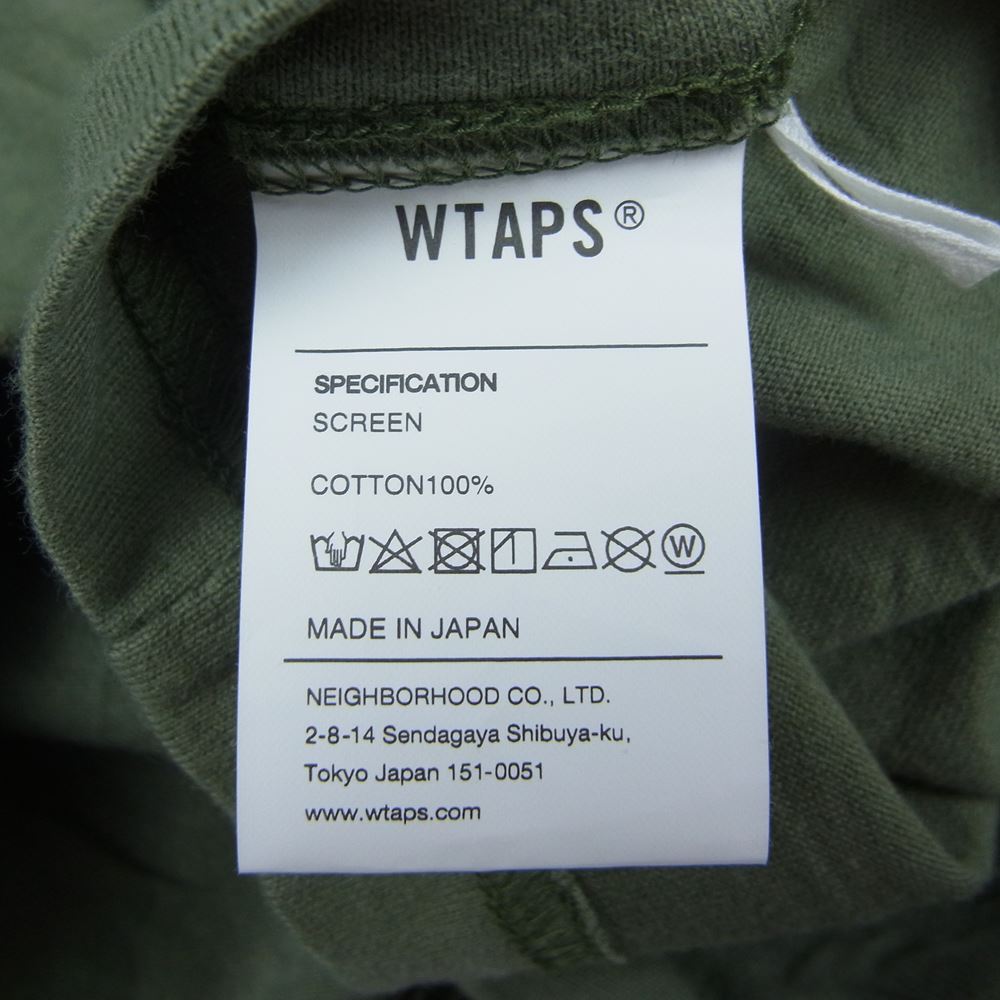 WTAPS®
SPECIFICATION
SCREEN
COTTON100%
W
MADE IN JAPAN
NEIGHBORHOOD CO., LTD.
2-8-14 Sendagaya Shibuya-ku,
Tokyo Japan 151-0051
www.wtaps.com